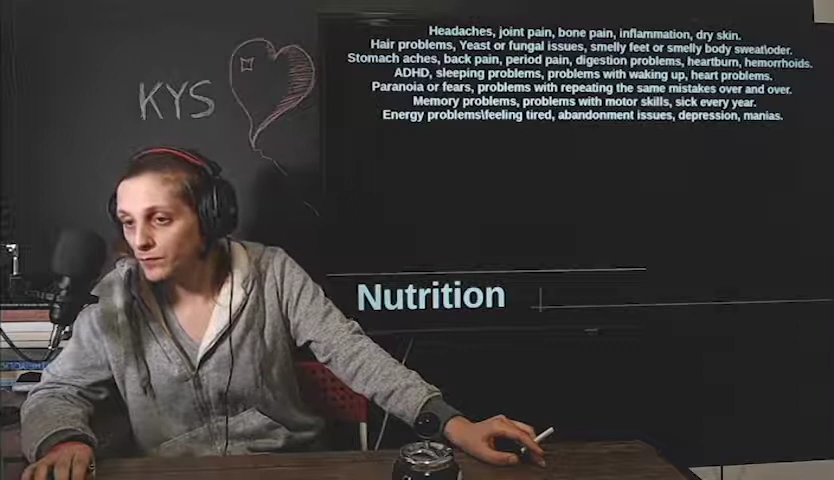 Headaches, joint pain, bone pain, inflammation, dry skin.
Hair problems, Yeast or fungal issues, smelly feet or smelly body sweat\oder.
Stomach aches, back pain, period pain, digestion problems, heartburn, hemorrhoids.
ADHD, sleeping problems, problems with waking up, heart problems.
Paranoia or fears, problems with repeating the same mistakes over and over.
Memory problems, problems with motor skills, sick every year.
Energy problems\feeling tired, abandonment issues, depression, manias.
KYS
Nutrition